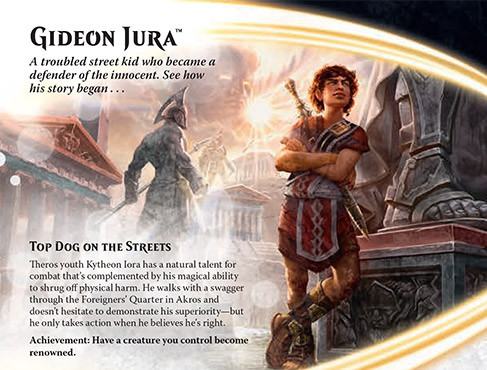 GIDEON JURA™
A troubled street kid who became a
defender of the innocent. See how
his story began . . .
TOP DOG ON THE STREETS
Theros youth Kytheon Iora has a natural talent for
combat that's complemented by his magical ability
to shrug off physical harm. He walks with a swagger
through the Foreigners' Quarter in Akros and
doesn't hesitate to demonstrate his superiority—but
he only takes action when he believes he's right.
Achievement: Have a creature you control become
renowned.